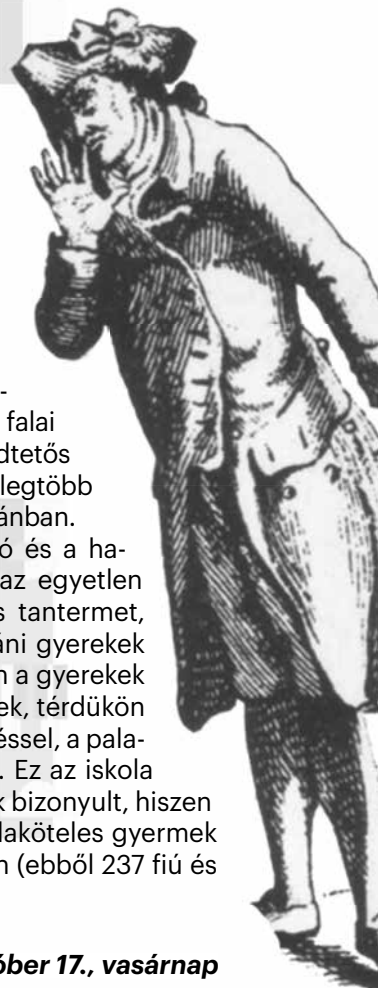 -
falai
dtetős
legtöbb
ánban.
ó és a ha-
az egyetlen
s tantermet,
áni gyerekek
n a gyerekek
ek, térdükön
éssel, a pala-
. Ez az iskola
k bizonyult, hiszen
laköteles gyermek
n (ebből 237 fiú és
óber 17., vasárnap